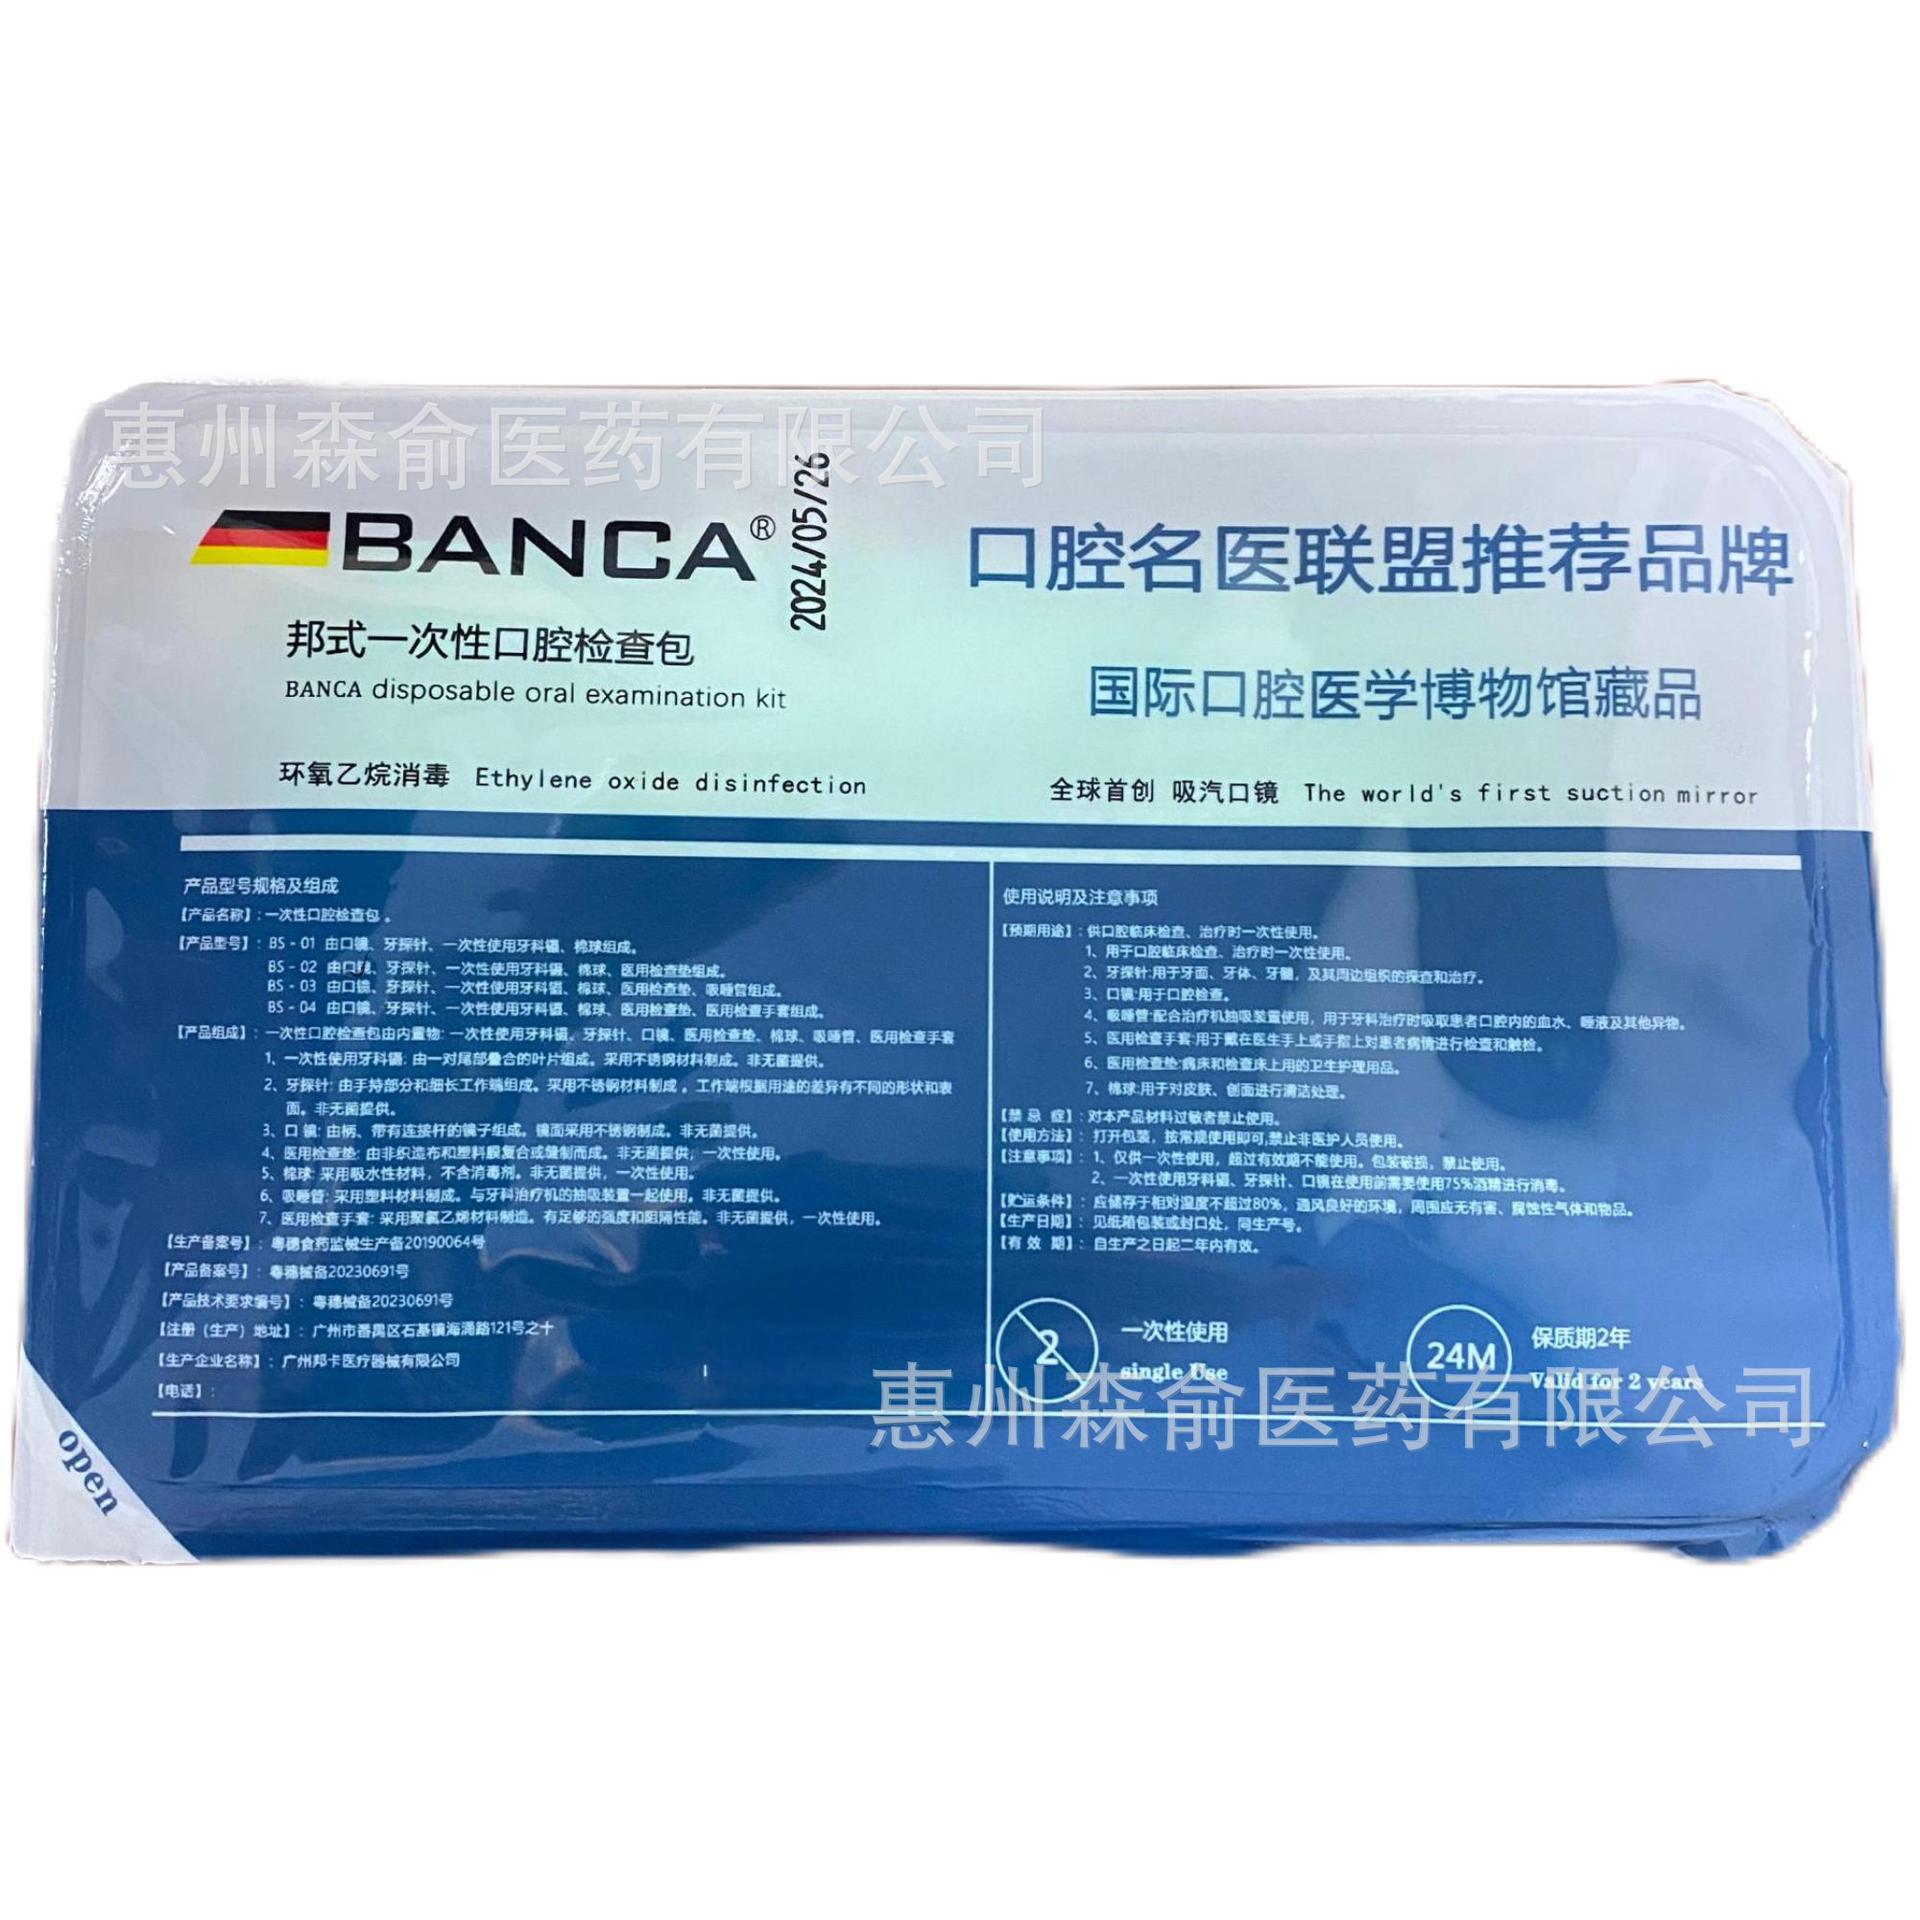 惠州森俞医药有限公司
BANCA®
2024/05/26
邦式一次性口腔检查包
BANCA disposable oral examination kit
环氧乙烷消毒 Ethylene oxide disinfection
口腔名医联盟推荐品牌
国际口腔医学博物馆藏品
全球首创 吸汽口镜 The world's first suction mirror
产品型号规格及组成
【产品名称】：一次性口腔检查包 。
【产品型号】：BS - 01 由口镜、牙探针、一次性使用牙科镊、棉球组成。
BS - 02 由口镜、牙探针、一次性使用牙科镊、棉球、医用检查垫组成。
BS - 03 由口镜、牙探针、一次性使用牙科镊、棉球、医用检查垫、吸唾管组成。
BS - 04 由口镜、牙探针、一次性使用牙科镊、棉球、医用检查垫、医用检查手套组成。
【产品组成】：一次性口腔检查包由内置物: 一次性使用牙科镊、牙探针、口镜、医用检查垫、棉球、吸唾管、医用检查手套
1、一次性使用牙科镊: 由一对尾部叠合的叶片组成。采用不锈钢材料制成。非无菌提供。
2、牙探针: 由手持部分和细长工作端组成。采用不锈钢材料制成 。工作端根据用途的差异有不同的形状和表
面。非无菌提供。
3、口 镜: 由柄、带有连接杆的镜子组成。镜面采用不锈钢制成。非无菌提供。
4、医用检查垫: 由非织造布和塑料膜复合或缝制而成。非无菌提供，一次性使用。
5、棉球: 采用吸水性材料，不含消毒剂。非无菌提供，一次性使用。
6、吸唾管: 采用塑料材料制成。与牙科治疗机的抽吸装置一起使用。非无菌提供。
7、医用检查手套: 采用聚氯乙烯材料制造。有足够的强度和阻隔性能。非无菌提供，一次性使用。
【生产备案号】：粤穗食药监械生产备20190064号
【产品备案号】：粤穗械备20230691号
【产品技术要求编号】：粤穗械备20230691号
【注册（生产）地址】：广州市番禺区石基镇海涌路121号之十
【生产企业名称】：广州邦卡医疗器械有限公司
【电话】：
使用说明及注意事项
【预期用途】：供口腔临床检查、治疗时一次性使用。
1、用于口腔临床检查、治疗时一次性使用。
2、牙探针:用于牙面、牙体、牙髓，及其周边组织的探查和治疗。
3、口镜:用于口腔检查。
4、吸唾管:配合治疗机抽吸装置使用，用于牙科治疗时吸取患者口腔内的血水、唾液及其他异物。
5、医用检查手套:用于戴在医生手上或手指上对患者病情进行检查和触检。
6、医用检查垫:病床和检查床上用的卫生护理用品。
7、棉球:用于对皮肤、创面进行清洁处理。
【禁 忌 症】：对本产品材料过敏者禁止使用。
【使用方法】：打开包装，按常规使用即可,禁止非医护人员使用。
【注意事项】：1、仅供一次性使用，超过有效期不能使用。包装破损，禁止使用。
2、一次性使用牙科镊、牙探针、口镜在使用前需要使用75%酒精进行消毒。
【贮运条件】：应储存于相对湿度不超过80%，通风良好的环境，周围应无有害、腐蚀性气体和物品。
【生产日期】：见纸箱包装或封口处，同生产号。
【有 效 期】：自生产之日起二年内有效。
2
一次性使用
single Use
24M
保质期2年
Valid for 2 years
惠州森俞医药有限公司
open